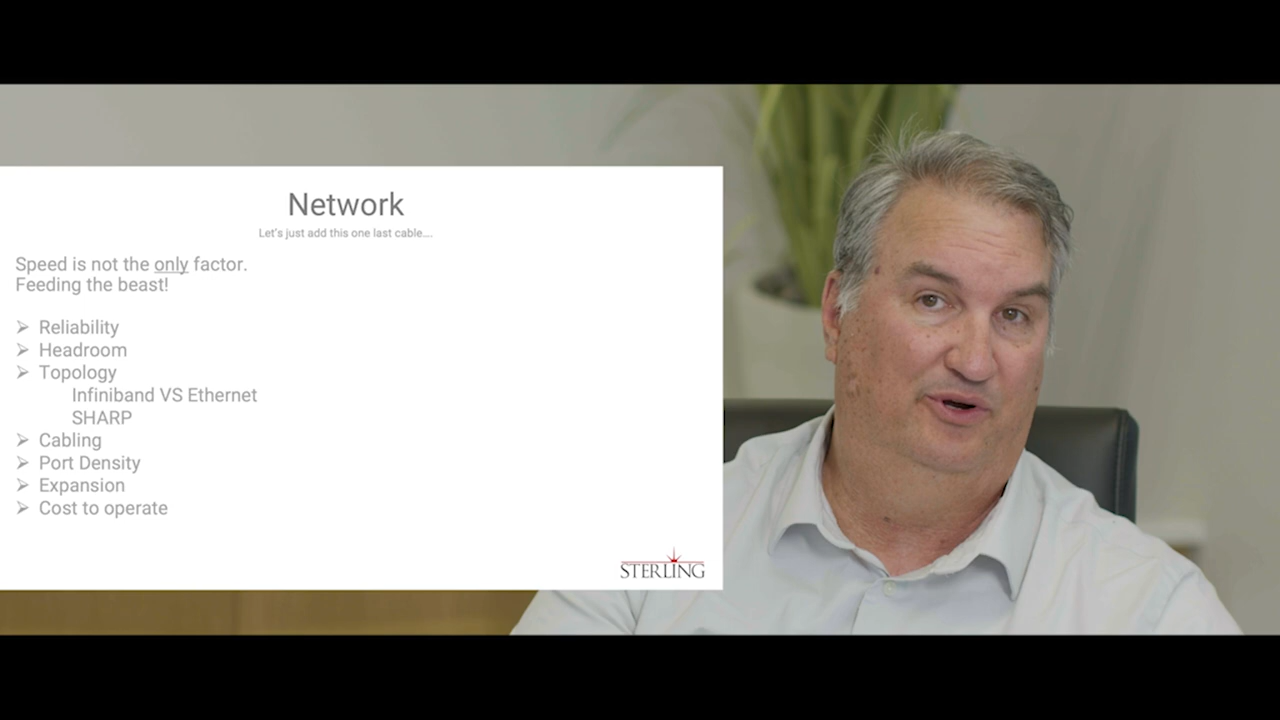 Network
Let's just add this one last cable....
Speed is not the only factor.
Feeding the beast!
➢ Reliability
➢ Headroom
➢ Topology
Infiniband VS Ethernet
SHARP
➢ Cabling
➢ Port Density
➢ Expansion
➢ Cost to operate
STERLING